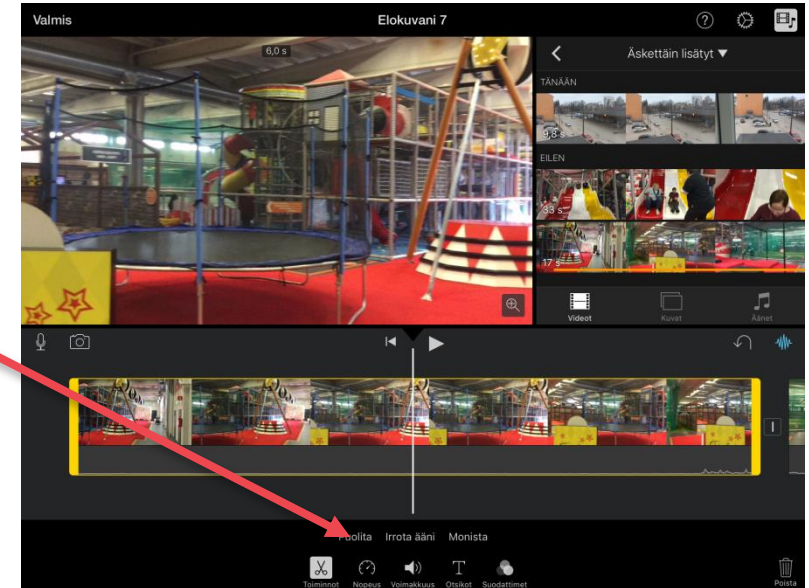 Valmis
Elokuvani 7
?
6,0 s
Äskettäin lisätyt ▼
TÄNÄÄN
9,8 s
EILEN
33 s
17 s
Videot
Kuvat
Äänet
Puolita Irrota ääni Monista
Toiminnot Nopeus Voimakkuus Otsikot Suodattimet
Poista